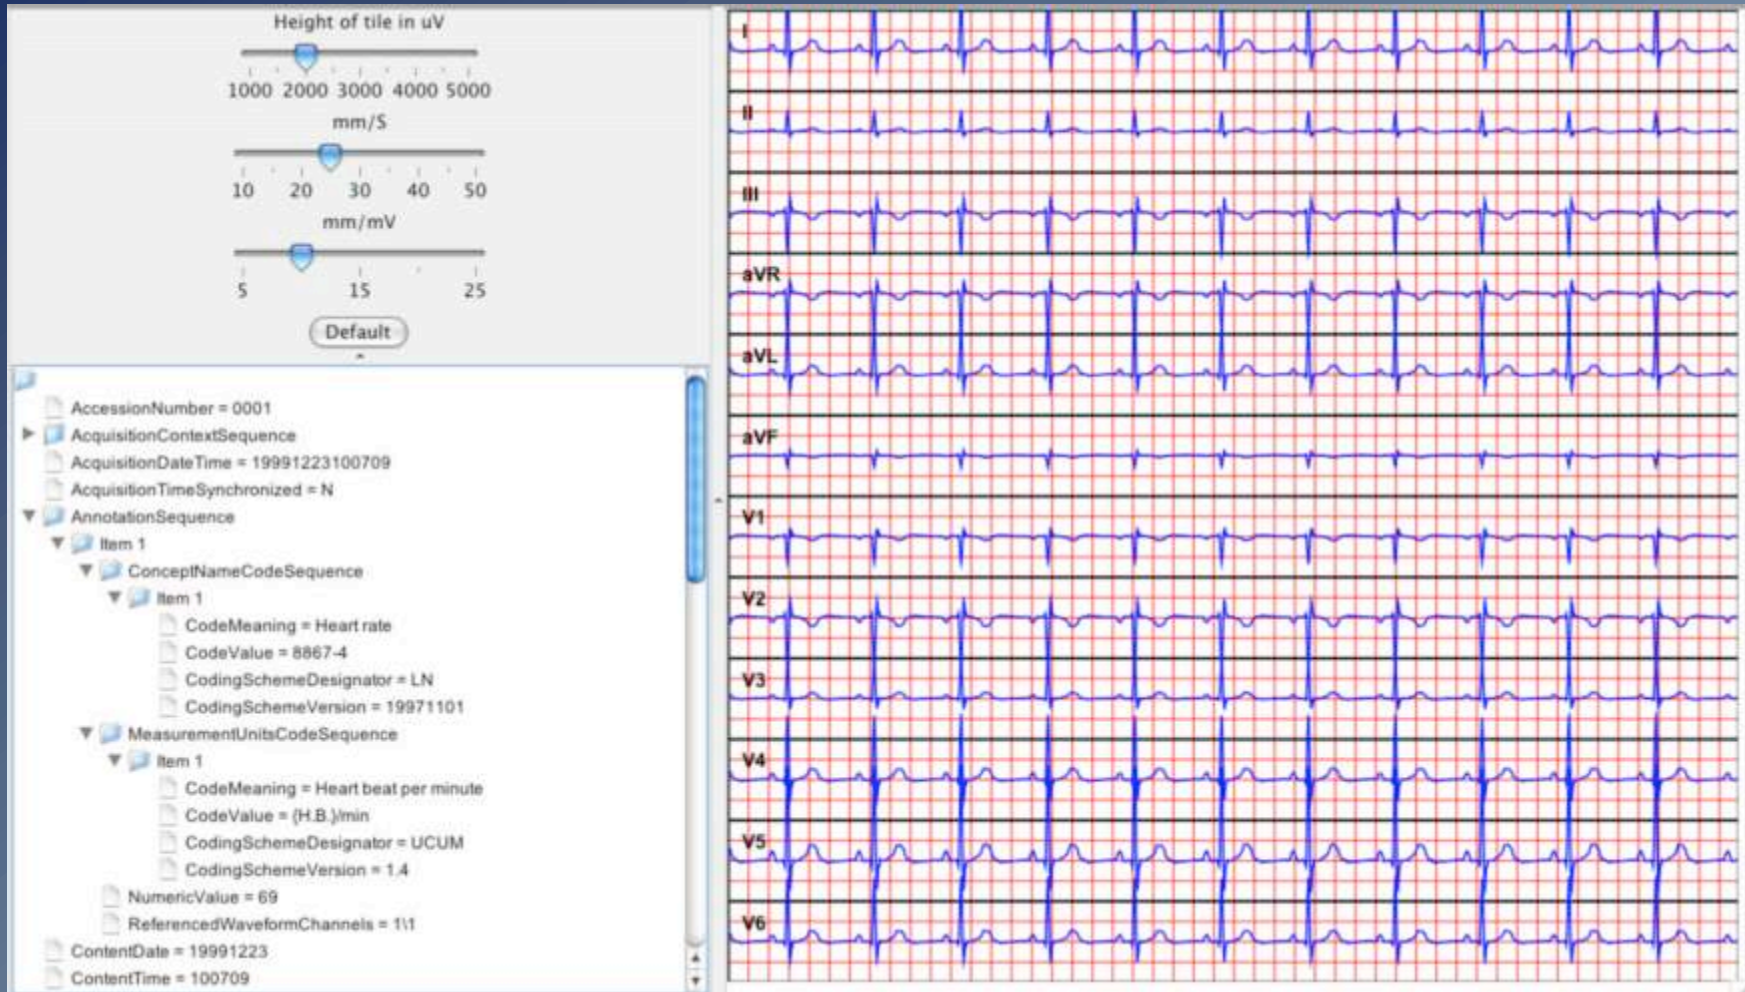 Height of tile in uV
1000 2000 3000 4000 5000
mm/S
10 20 30 40 50
mm/mV
5 15 25
Default
AccessionNumber = 0001
AcquisitionContextSequence
AcquisitionDateTime = 19991223100709
AcquisitionTimeSynchronized = N
AnnotationSequence
Item 1
ConceptNameCodeSequence
Item 1
CodeMeaning = Heart rate
CodeValue = 8867-4
CodingSchemeDesignator = LN
CodingSchemeVersion = 19971101
MeasurementUnitsCodeSequence
Item 1
CodeMeaning = Heart beat per minute
CodeValue = {H.B.}/min
CodingSchemeDesignator = UCUM
CodingSchemeVersion = 1.4
NumericValue = 69
ReferencedWaveformChannels = 1\1
ContentDate = 19991223
ContentTime = 100709
I
II
III
aVR
aVL
aVF
V1
V2
V3
V4
V5
V6